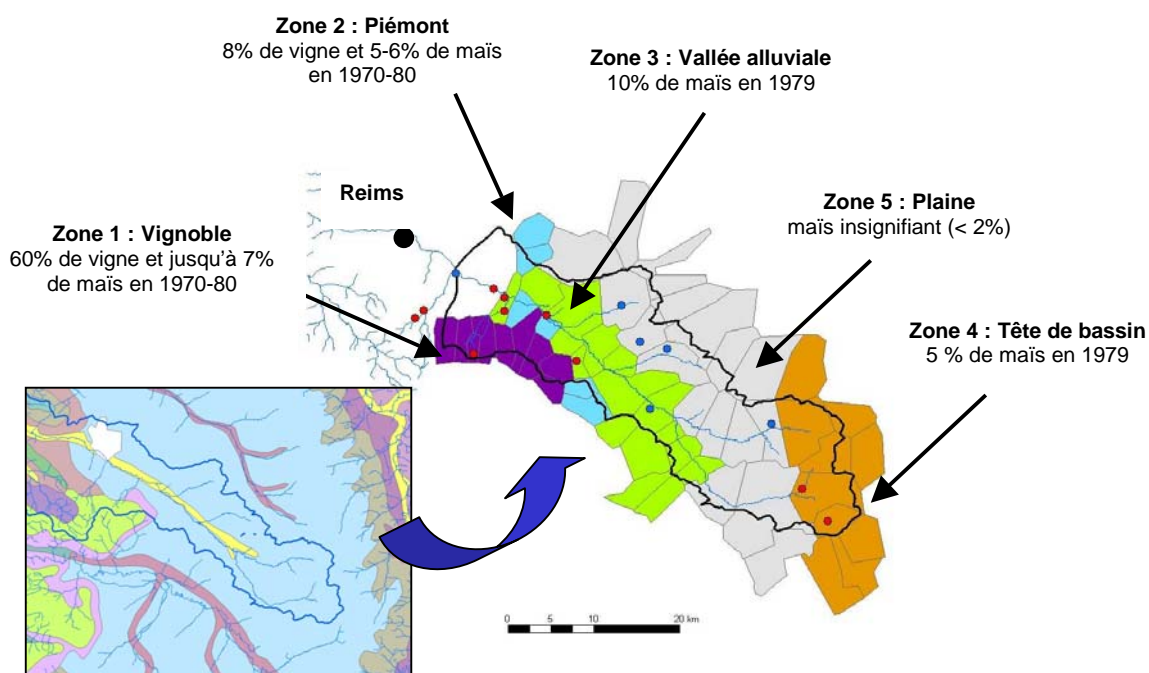 Zone 2 : Piémont
8% de vigne et 5-6% de maïs
en 1970-80
Zone 3 : Vallée alluviale
10% de maïs en 1979
Reims
Zone 5 : Plaine
maïs insignifiant (< 2%)
Zone 1 : Vignoble
60% de vigne et jusqu'à 7%
de maïs en 1970-80
Zone 4 : Tête de bassin
5 % de maïs en 1979
0 5 10 20 km